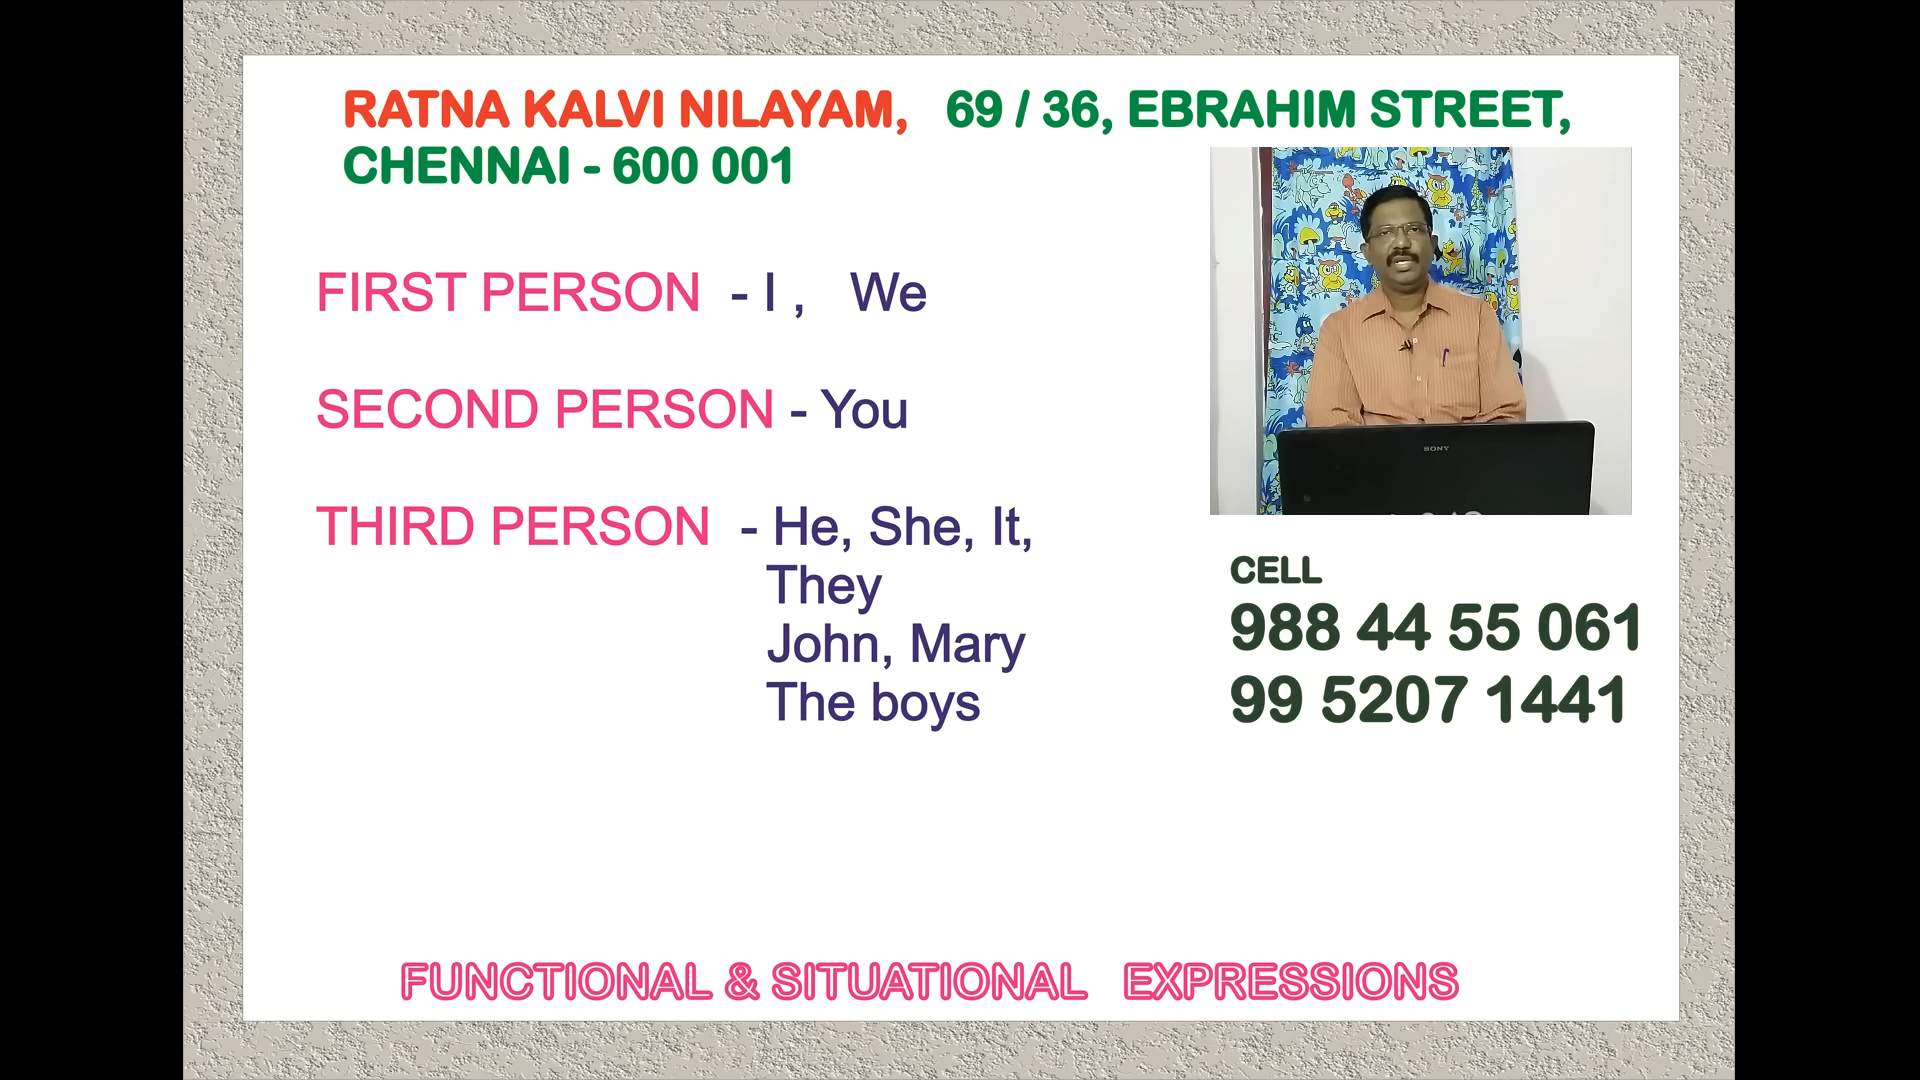 RATNA KALVI NILAYAM, 69 / 36, EBRAHIM STREET,
CHENNAI - 600 001
FIRST PERSON - I , We
SECOND PERSON - You
THIRD PERSON - He, She, It,
They
John, Mary
The boys
SONY
CELL
988 44 55 061
99 5207 1441
FUNCTIONAL & SITUATIONAL EXPRESSIONS